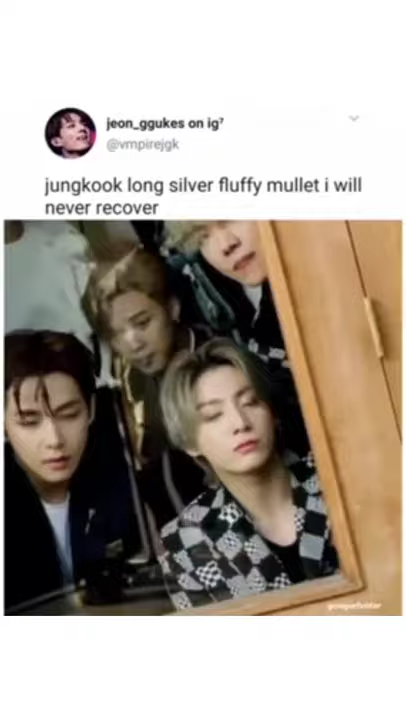 jeon_ggukes on ig⁷
@vmpirejgk
jungkook long silver fluffy mullet i will
never recover